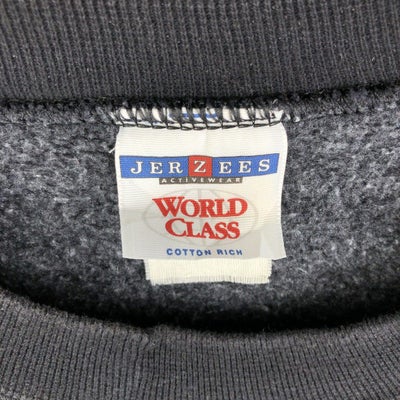 JERZEES
ACTIVEWEAR
WORLD
CLASS
COTTON RICH